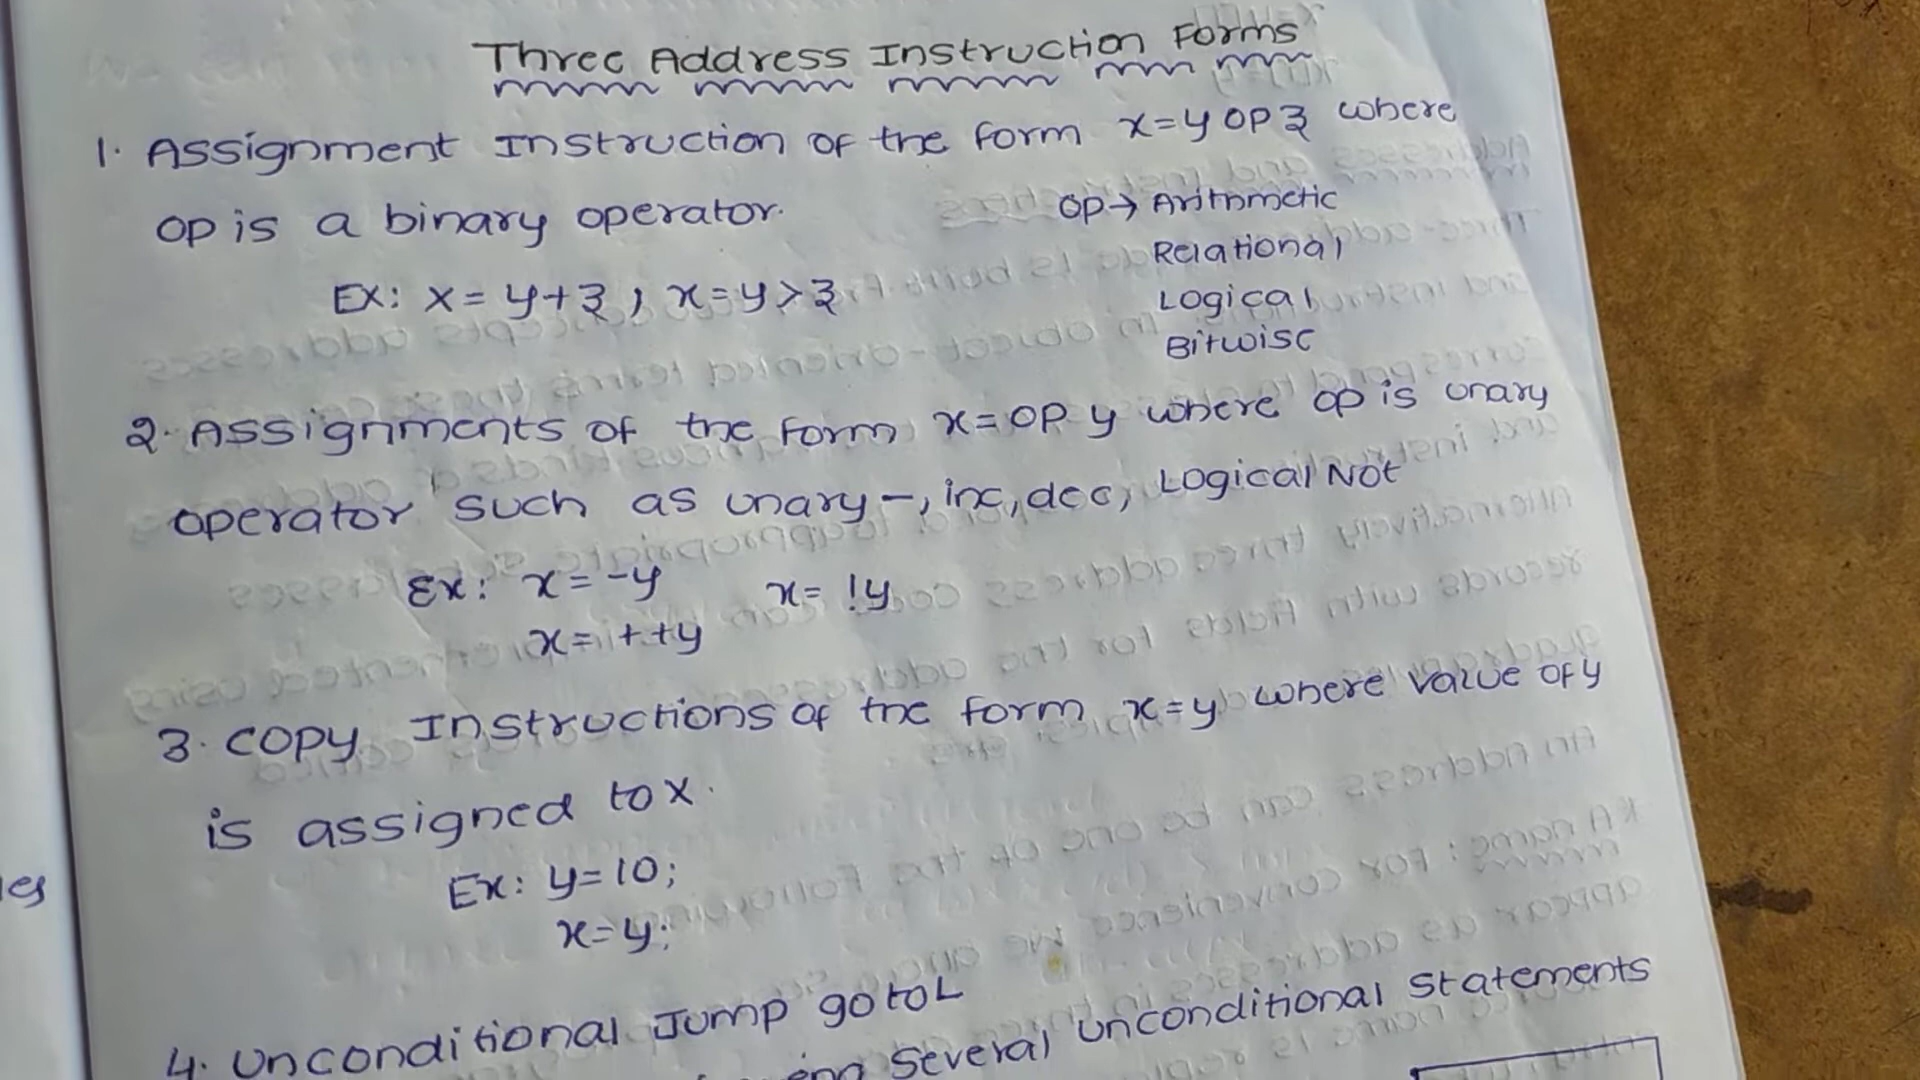 Three Address Instruction Forms
1. Assignment Instruction of the form x=y op z where
op is a binary operator. op→ Arithmetic
Relational
Ex: x = y+z, x=y>z
Logical
Bitwise
2. Assignments of the form x=op y where op is unary
operator such as unary -, inc, dec, Logical Not
Ex: x = -y x = !y
x = ++y
3. copy Instructions of the form x=y where value of y
is assigned to x.
Ex: y=10;
x=y;
4. Unconditional Jump goto L
several unconditional statements